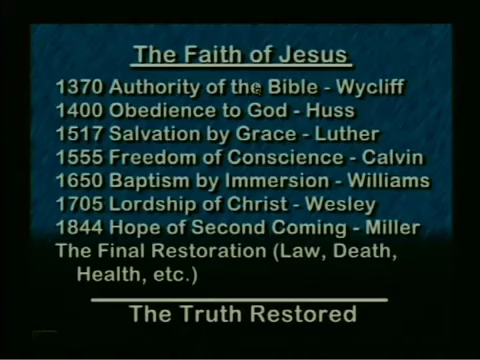 The Faith of Jesus
1370 Authority of the Bible - Wycliff
1400 Obedience to God - Huss
1517 Salvation by Grace - Luther
1555 Freedom of Conscience - Calvin
1650 Baptism by Immersion - Williams
1705 Lordship of Christ - Wesley
1844 Hope of Second Coming - Miller
The Final Restoration (Law, Death,
Health, etc.)
The Truth Restored